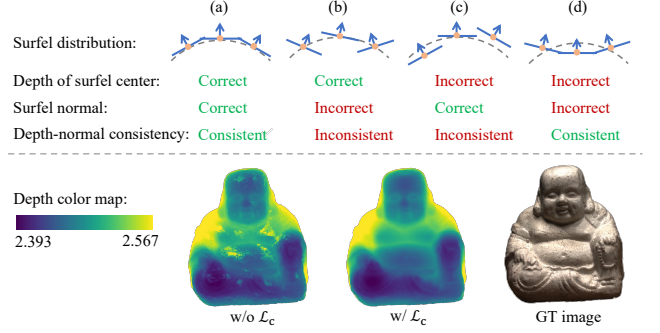 (a) (b) (c) (d)
Surfel distribution:
Depth of surfel center: Correct Correct Incorrect Incorrect
Surfel normal: Correct Incorrect Correct Incorrect
Depth-normal consistency: Consistent Inconsistent Inconsistent Consistent
Depth color map:
2.393 2.567
w/o ℒc w/ ℒc GT image